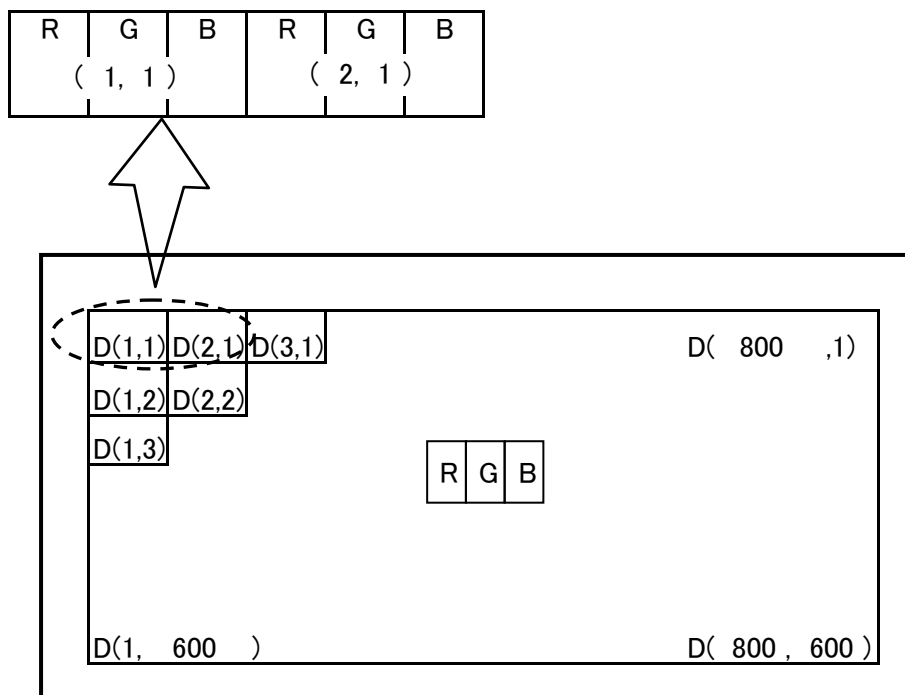 R G B R G B
( 1, 1 ) ( 2, 1 )
D(1,1) D(2,1) D(3,1) D( 800 ,1)
D(1,2) D(2,2)
D(1,3)
R G B
D(1, 600 ) D( 800 , 600 )